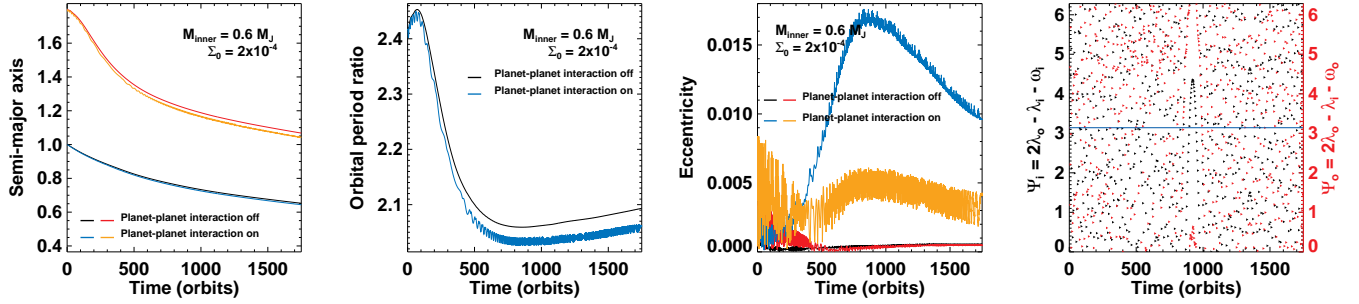 Semi-major axis
1.8
1.6
1.4
1.2
1.0
0.8
0.6
0.4
M_inner = 0.6 M_J
Σ_0 = 2x10^-4
Planet-planet interaction off
Planet-planet interaction on
0 500 1000 1500
Time (orbits)
Orbital period ratio
2.4
2.3
2.2
2.1
M_inner = 0.6 M_J
Σ_0 = 2x10^-4
Planet-planet interaction off
Planet-planet interaction on
0 500 1000 1500
Time (orbits)
Eccentricity
0.015
0.010
0.005
0.000
M_inner = 0.6 M_J
Σ_0 = 2x10^-4
Planet-planet interaction off
Planet-planet interaction on
0 500 1000 1500
Time (orbits)
Ψ_i = 2λ_o - λ_i - ω_i
6
5
4
3
2
1
0
0 500 1000 1500
Time (orbits)
6
5
4
3
2
1
0
Ψ_o = 2λ_o - λ_i - ω_o